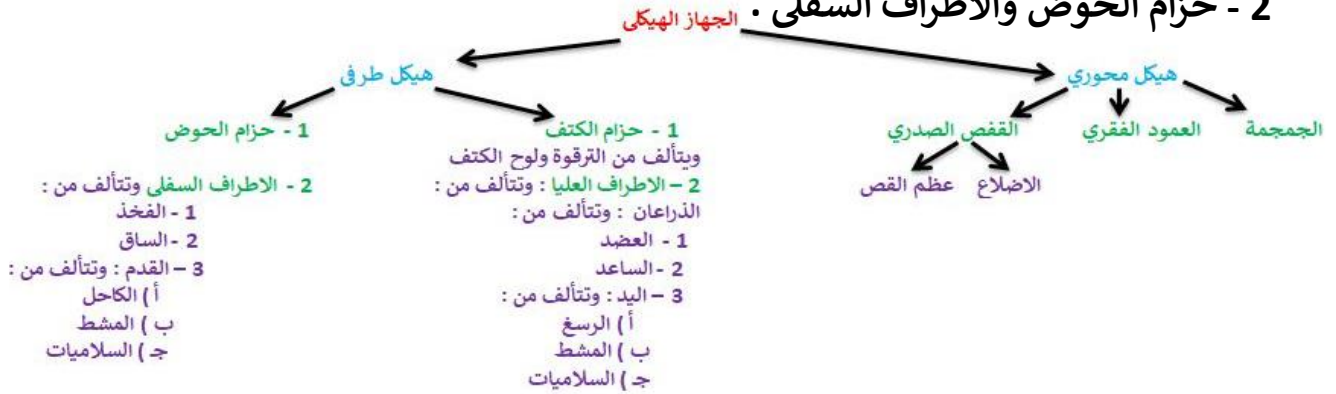 2 - حزام الحوض والاطراف السفلى .
الجهاز الهيكلى
هيكل محوري
هيكل طرفى
الجمجمة
العمود الفقري
القفص الصدري
الاضلاع
عظم القص
1 - حزام الكتف
ويتألف من الترقوة ولوح الكتف
2 – الاطراف العليا : وتتألف من :
الذراعان : وتتألف من :
1 - العضد
2 - الساعد
3 – اليد : وتتألف من :
أ ) الرسغ
ب ) المشط
جـ ) السلاميات
1 - حزام الحوض
2 - الاطراف السفلى وتتألف من :
1 - الفخذ
2 - الساق
3 – القدم : وتتألف من :
أ ) الكاحل
ب ) المشط
جـ ) السلاميات